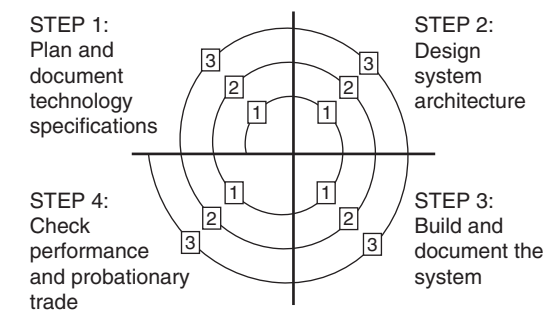 STEP 1:
Plan and
document
technology
specifications
STEP 2:
Design
system
architecture
3
3
2
2
1
1
1
1
2
2
3
3
STEP 4:
Check
performance
and probationary
trade
STEP 3:
Build and
document the
system